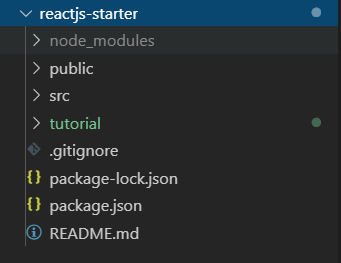 reactjs-starter
node_modules
public
src
tutorial
.gitignore
package-lock.json
package.json
README.md